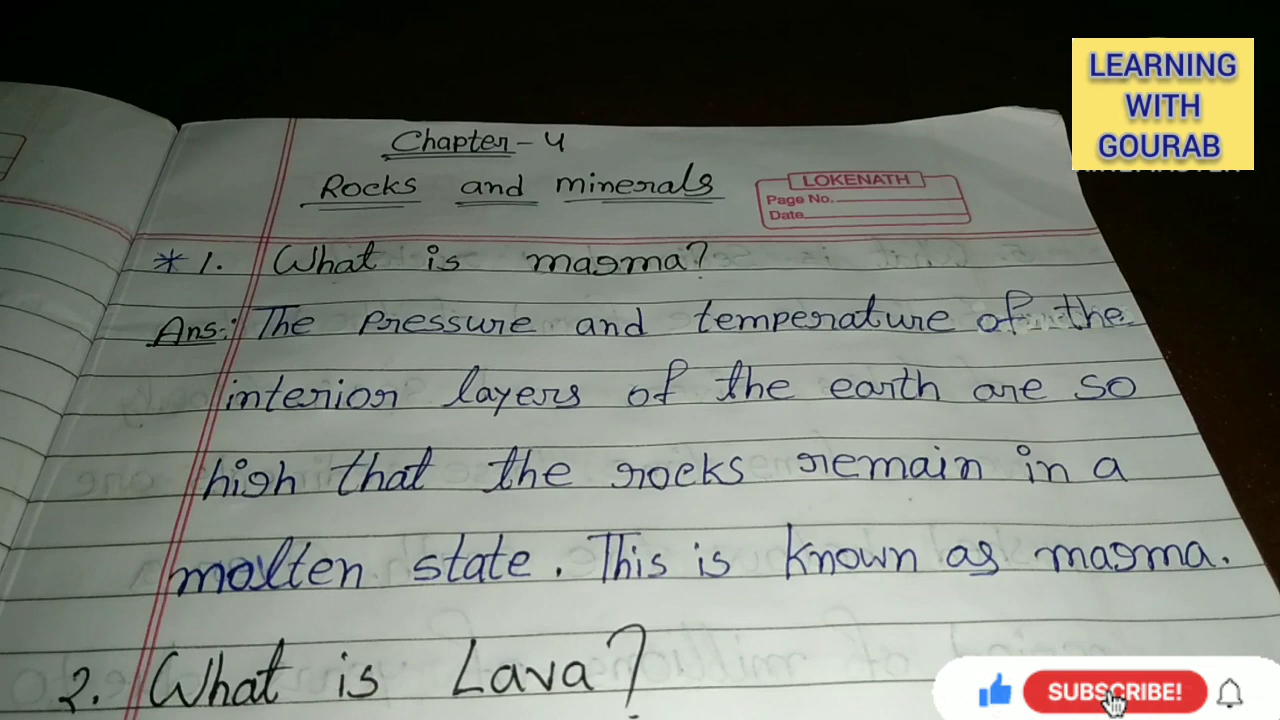 LEARNING
WITH
GOURAB
Chapter-4
Rocks and minerals
LOKENATH
Page No.
Date
* 1. What is magma?
Ans: The pressure and temperature of the
interior layers of the earth are so
high that the rocks remain in a
molten state. This is known as magma.
2. What is Lava?
SUBSCRIBE!